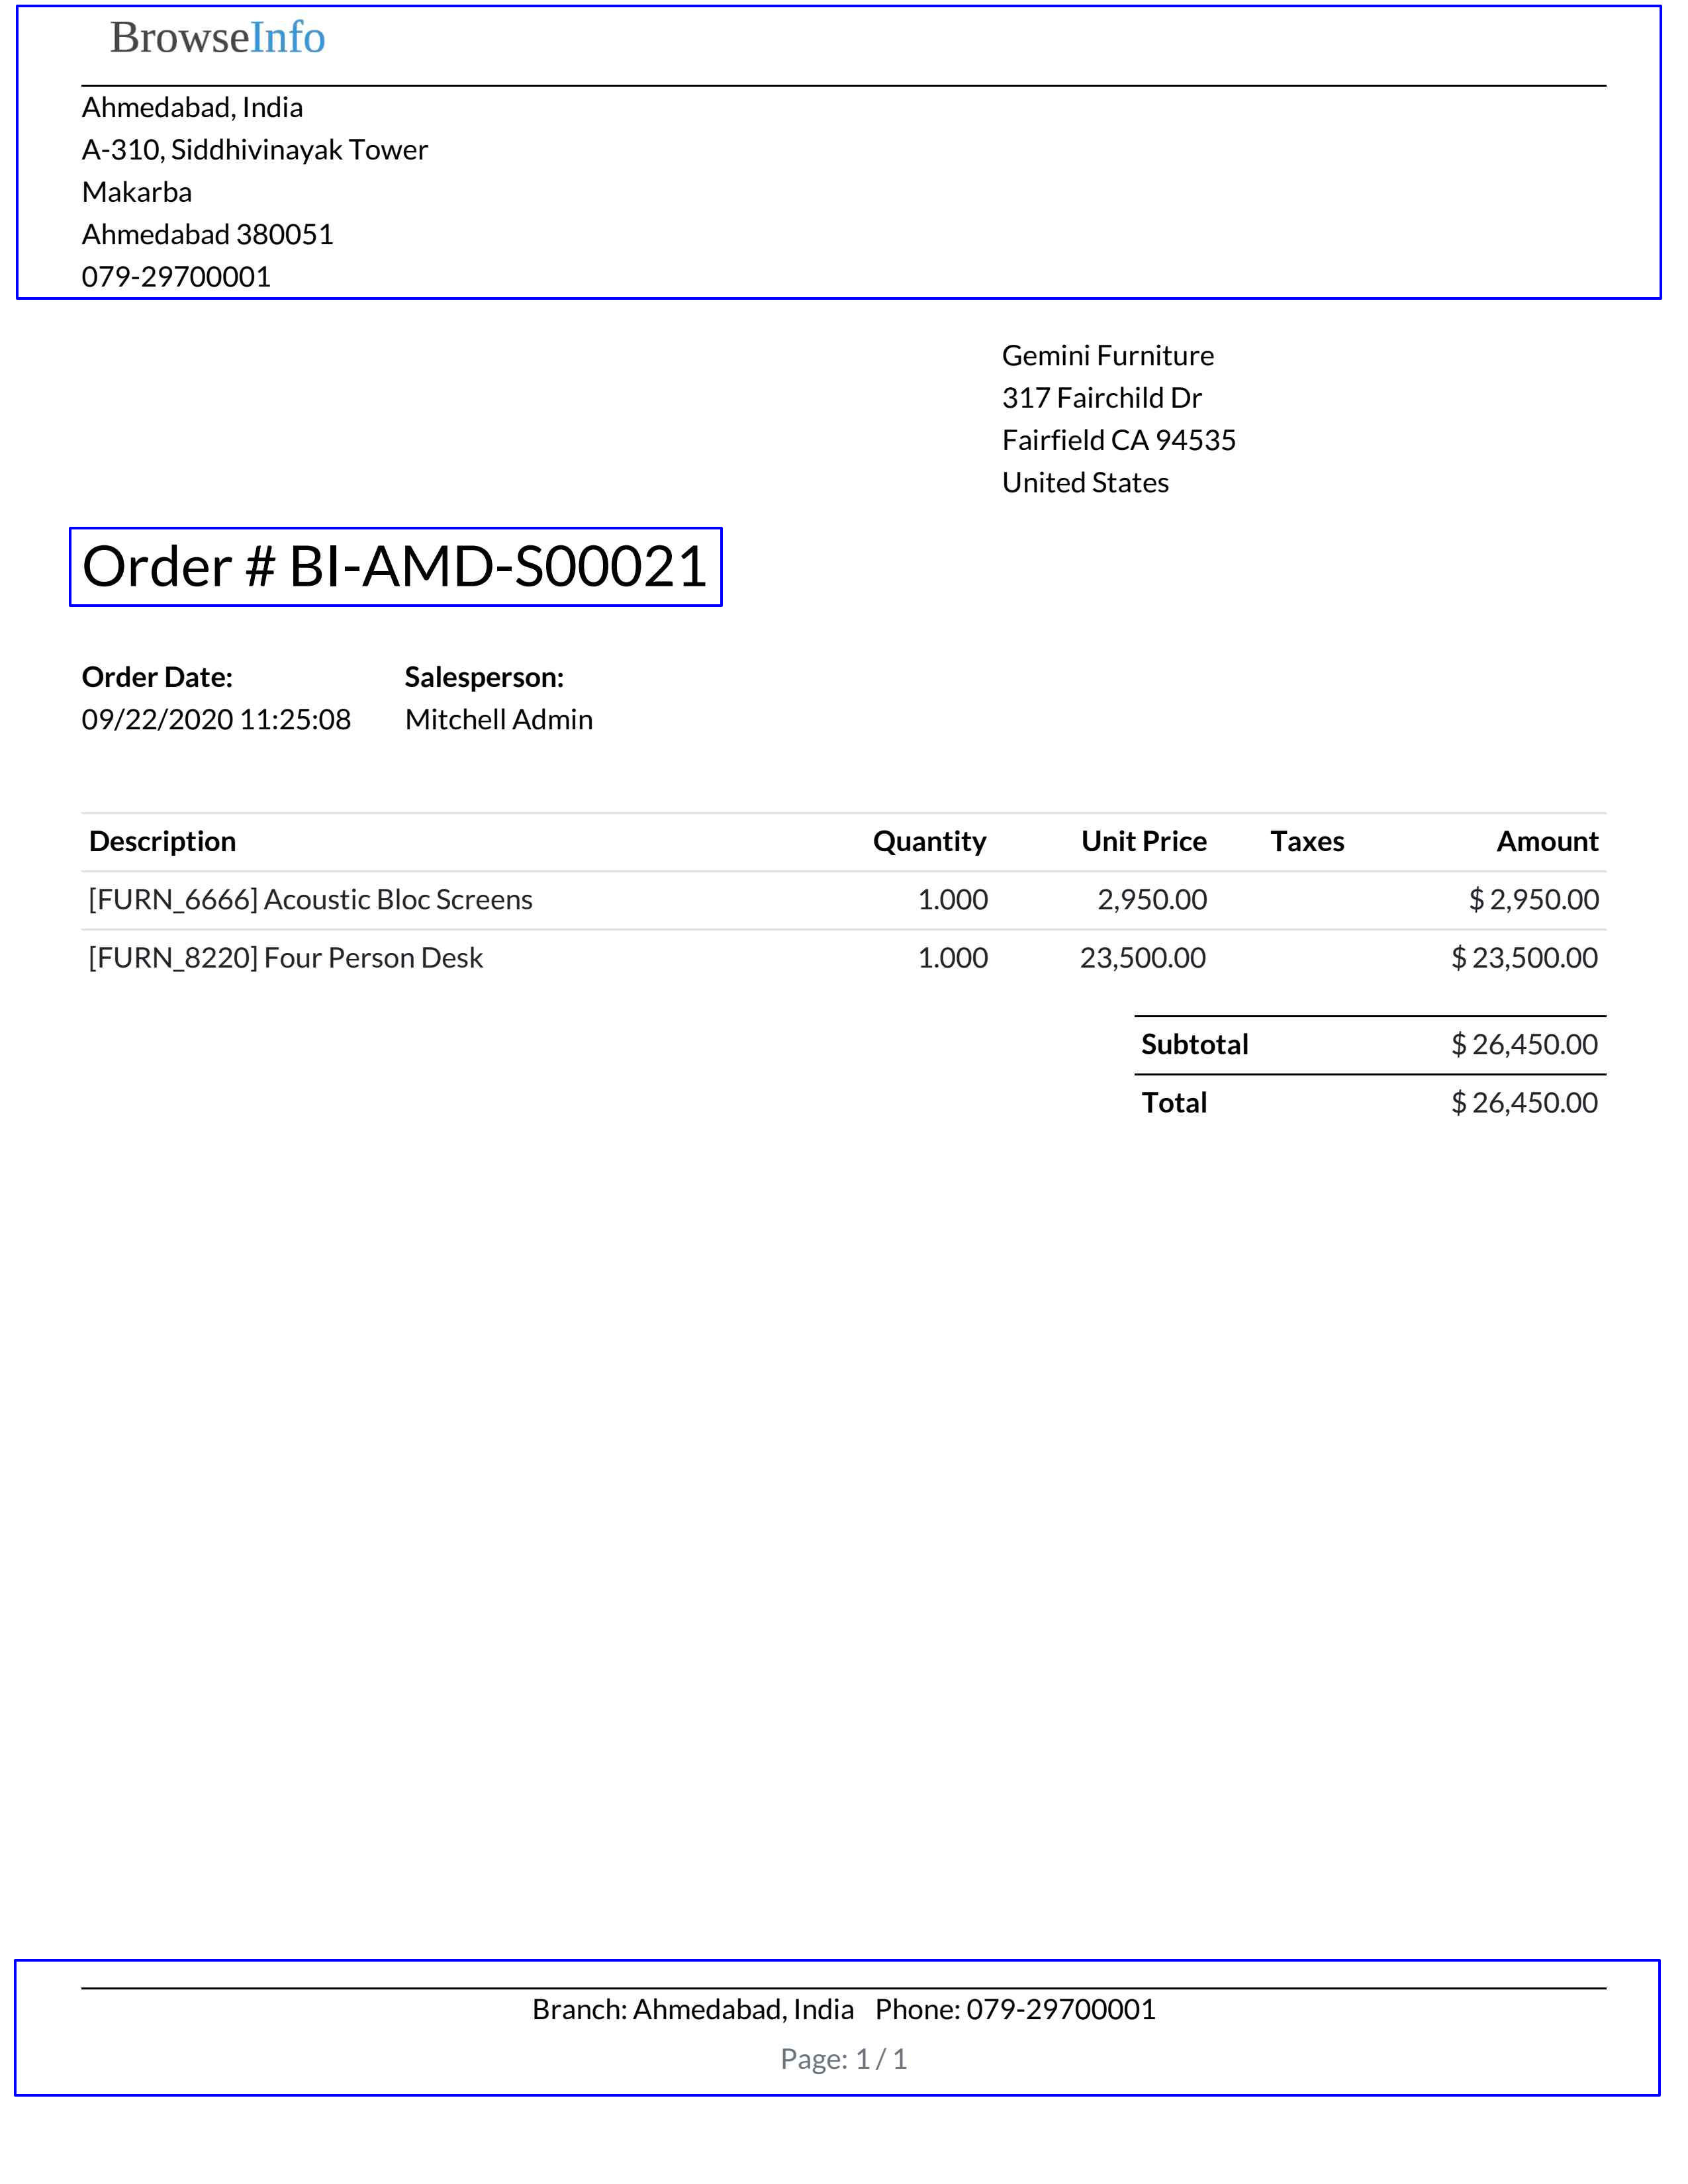 BrowseInfo
Ahmedabad, India
A-310, Siddhivinayak Tower
Makarba
Ahmedabad 380051
079-29700001
Gemini Furniture
317 Fairchild Dr
Fairfield CA 94535
United States
Order # BI-AMD-S00021
Order Date: Salesperson:
09/22/2020 11:25:08 Mitchell Admin
Description Quantity Unit Price Taxes Amount
[FURN_6666] Acoustic Bloc Screens 1.000 2,950.00 $ 2,950.00
[FURN_8220] Four Person Desk 1.000 23,500.00 $ 23,500.00
Subtotal $ 26,450.00
Total $ 26,450.00
Branch: Ahmedabad, India Phone: 079-29700001
Page: 1 / 1